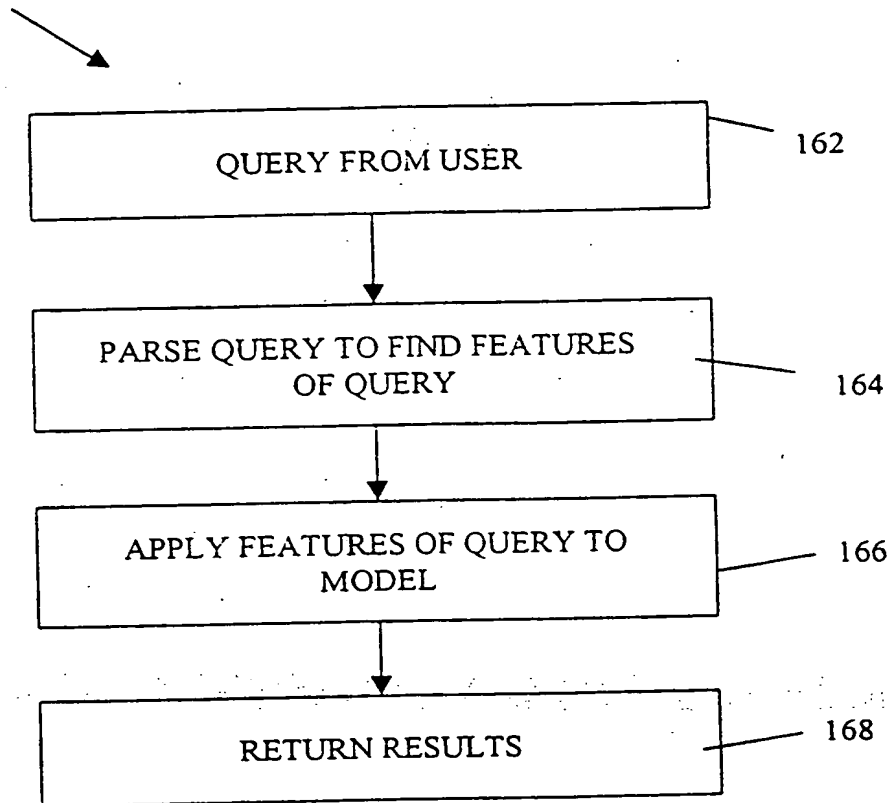 QUERY FROM USER
162
PARSE QUERY TO FIND FEATURES
OF QUERY
164
APPLY FEATURES OF QUERY TO
MODEL
166
RETURN RESULTS
168